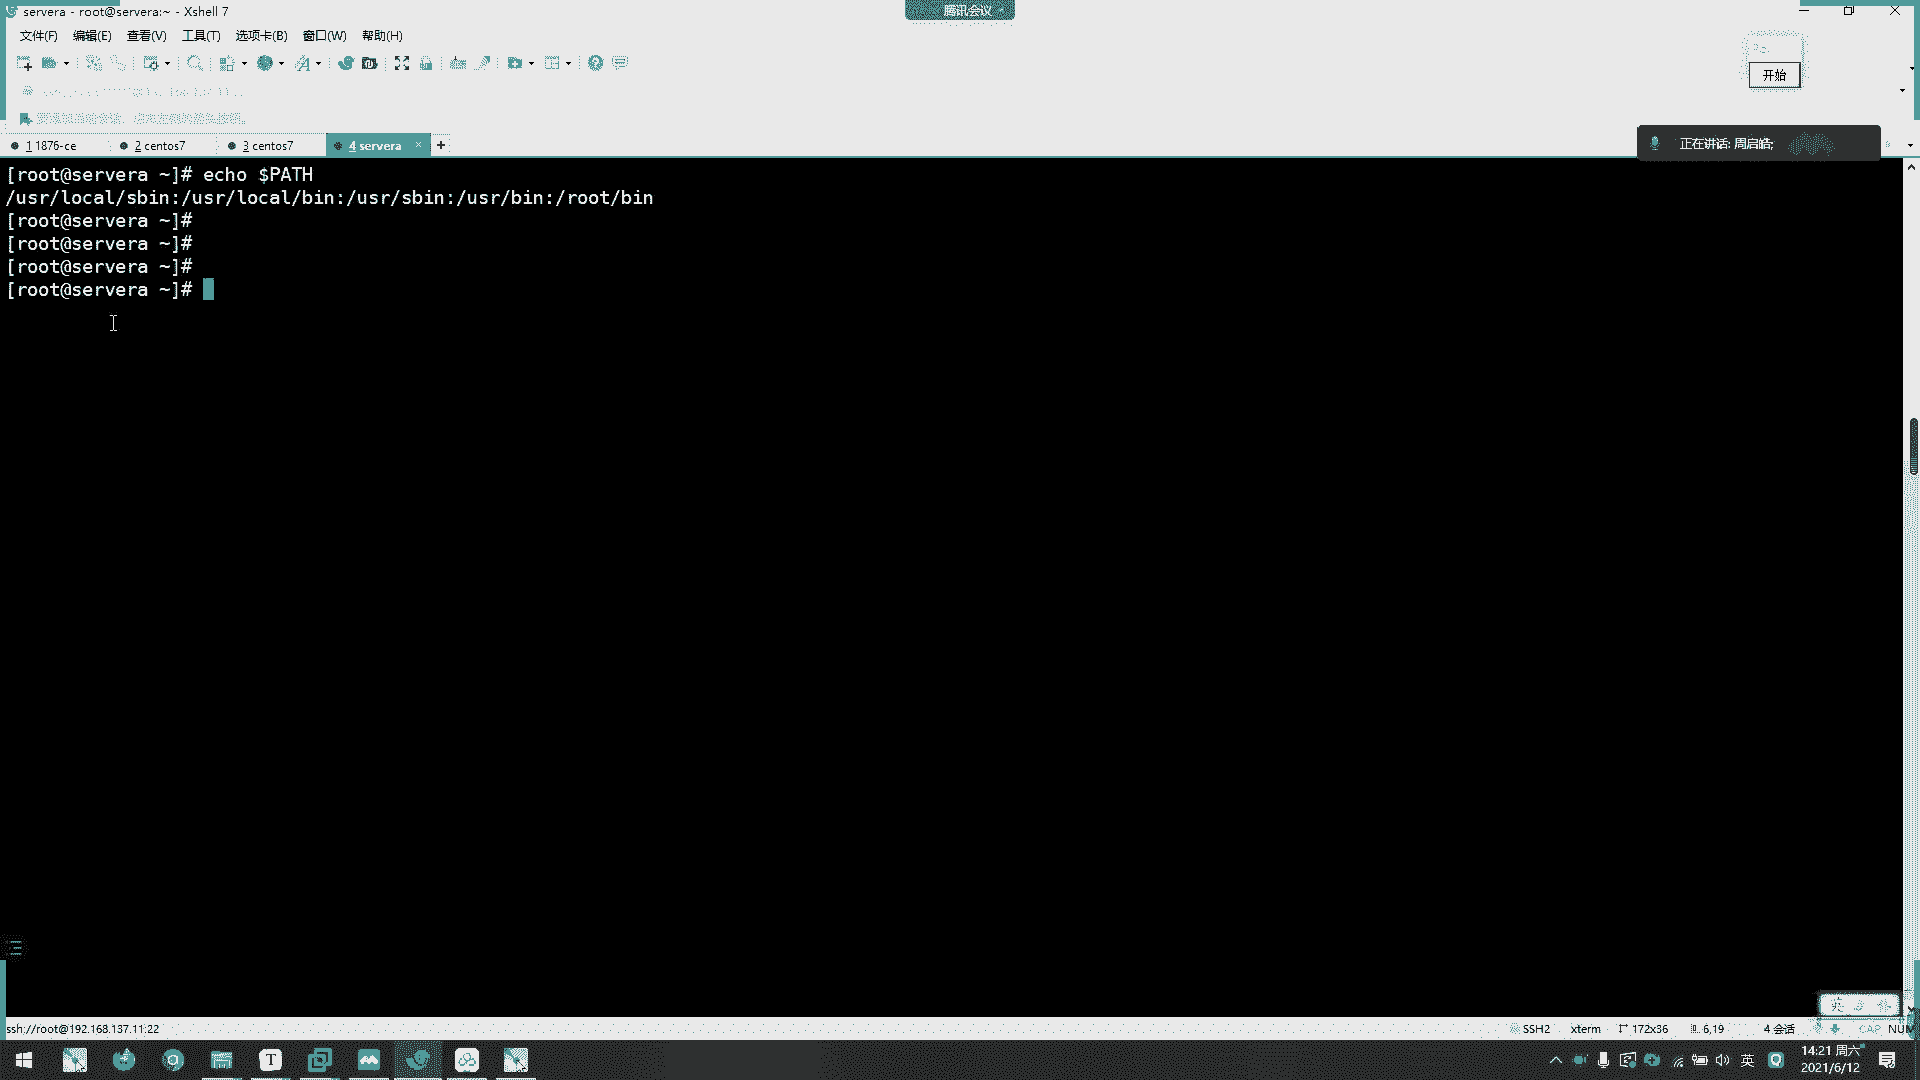 servera - root@servera:~ - Xshell 7
腾讯会议
文件(F) 编辑(E) 查看(V) 工具(T) 选项卡(B) 窗口(W) 帮助(H)
开始
1 1876-ce
2 centos7
3 centos7
4 servera × +
正在讲话: 周启皓;
[root@servera ~]# echo $PATH
/usr/local/sbin:/usr/local/bin:/usr/sbin:/usr/bin:/root/bin
[root@servera ~]#
[root@servera ~]#
[root@servera ~]#
[root@servera ~]#
英
ssh://root@192.168.137.11:22
SSH2 xterm 172x36 6,19 4 会话 CAP NUM
英
14:21 周六
2021/6/12